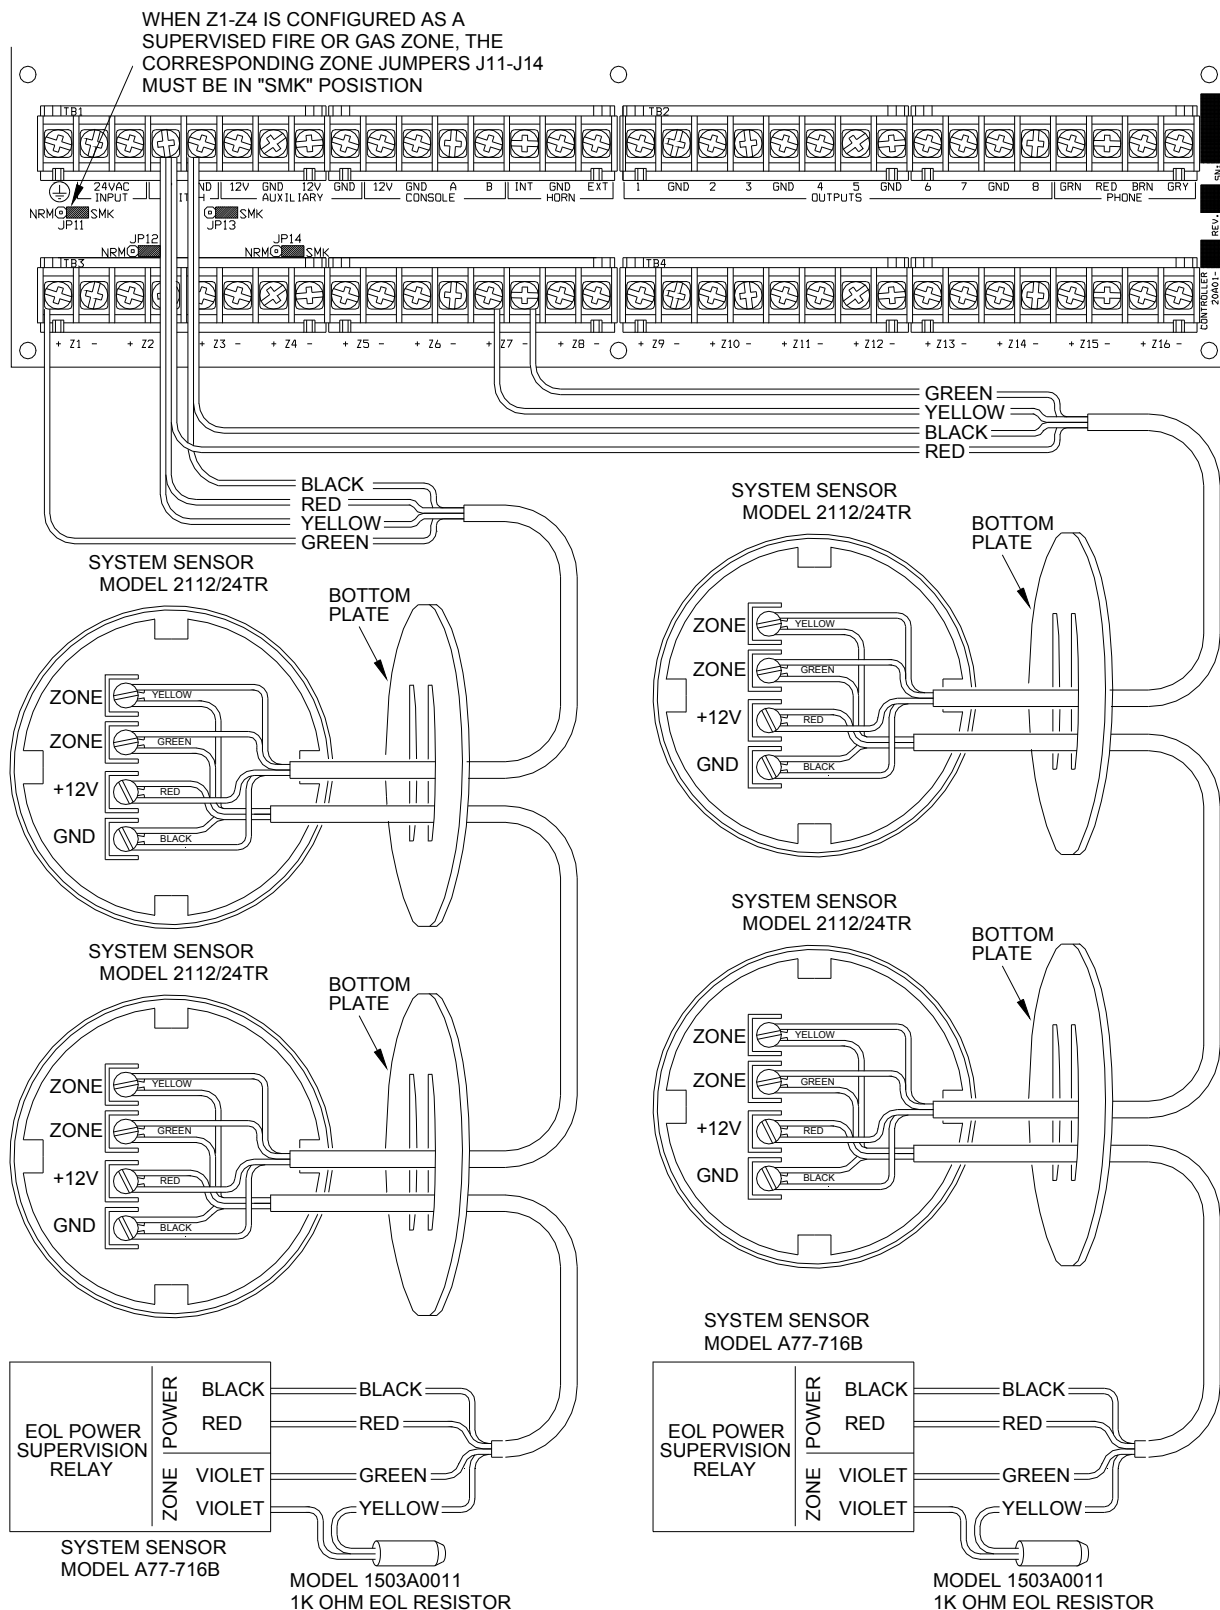 WHEN Z1-Z4 IS CONFIGURED AS A
SUPERVISED FIRE OR GAS ZONE, THE
CORRESPONDING ZONE JUMPERS J11-J14
MUST BE IN "SMK" POSISTION
TB1
TB2
24VAC
INPUT
12V GND 12V
AUXILIARY
GND 12V GND A B
CONSOLE
INT GND EXT
HORN
1 GND 2 3 GND 4 5 GND 6 7 GND 8
OUTPUTS
GRN RED BRN GRY
PHONE
SN:
REV.
NRM SMK
JP11
SMK
JP13
JP12
NRM
JP14
NRM SMK
TB3
TB4
CONTROLLER
20A01-
+ Z1 - + Z2 + Z3 - + Z4 - + Z5 - + Z6 - + Z7 - + Z8 - + Z9 - + Z10 - + Z11 - + Z12 - + Z13 - + Z14 - + Z15 - + Z16 -
GREEN
YELLOW
BLACK
RED
BLACK
RED
YELLOW
GREEN
SYSTEM SENSOR
MODEL 2112/24TR
BOTTOM
PLATE
ZONE YELLOW
ZONE GREEN
+12V RED
GND BLACK
SYSTEM SENSOR
MODEL 2112/24TR
BOTTOM
PLATE
ZONE YELLOW
ZONE GREEN
+12V RED
GND BLACK
SYSTEM SENSOR
MODEL 2112/24TR
BOTTOM
PLATE
ZONE YELLOW
ZONE GREEN
+12V RED
GND BLACK
SYSTEM SENSOR
MODEL 2112/24TR
BOTTOM
PLATE
ZONE YELLOW
ZONE GREEN
+12V RED
GND BLACK
EOL POWER
SUPERVISION
RELAY
POWER
ZONE
BLACK BLACK
RED RED
VIOLET GREEN
VIOLET YELLOW
SYSTEM SENSOR
MODEL A77-716B
MODEL 1503A0011
1K OHM EOL RESISTOR
SYSTEM SENSOR
MODEL A77-716B
EOL POWER
SUPERVISION
RELAY
POWER
ZONE
BLACK BLACK
RED RED
VIOLET GREEN
VIOLET YELLOW
MODEL 1503A0011
1K OHM EOL RESISTOR